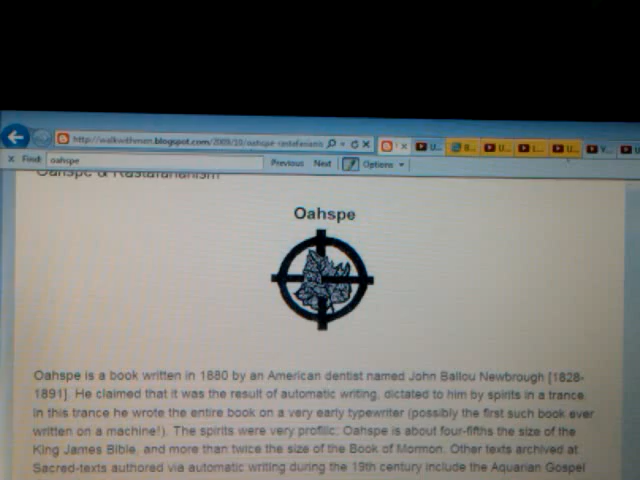 http://walkwithmen.blogspot.com/2009/10/oahspe-rastafarianis
U... B... U... L... U... Y... U
x Find: oahspe Previous Next Options
Oahspe & Rastafarianism
Oahspe
Oahspe is a book written in 1880 by an American dentist named John Ballou Newbrough [1828-
1891]. He claimed that it was the result of automatic writing, dictated to him by spirits in a trance.
In this trance he wrote the entire book on a very early typewriter (possibly the first such book ever
written on a machine!). The spirits were very prolific: Oahspe is about four-fifths the size of the
King James Bible, and more than twice the size of the Book of Mormon. Other texts archived at
Sacred-texts authored via automatic writing during the 19th century include the Aquarian Gospel